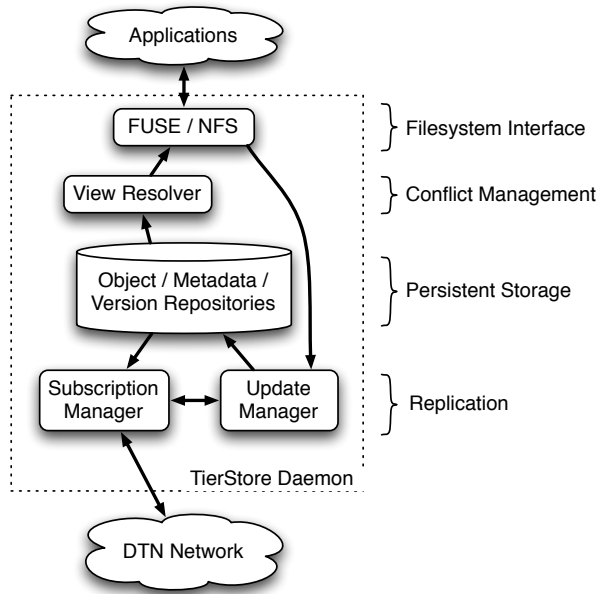 Applications
FUSE / NFS
Filesystem Interface
View Resolver
Conflict Management
Object / Metadata /
Version Repositories
Persistent Storage
Subscription
Manager
Update
Manager
Replication
TierStore Daemon
DTN Network